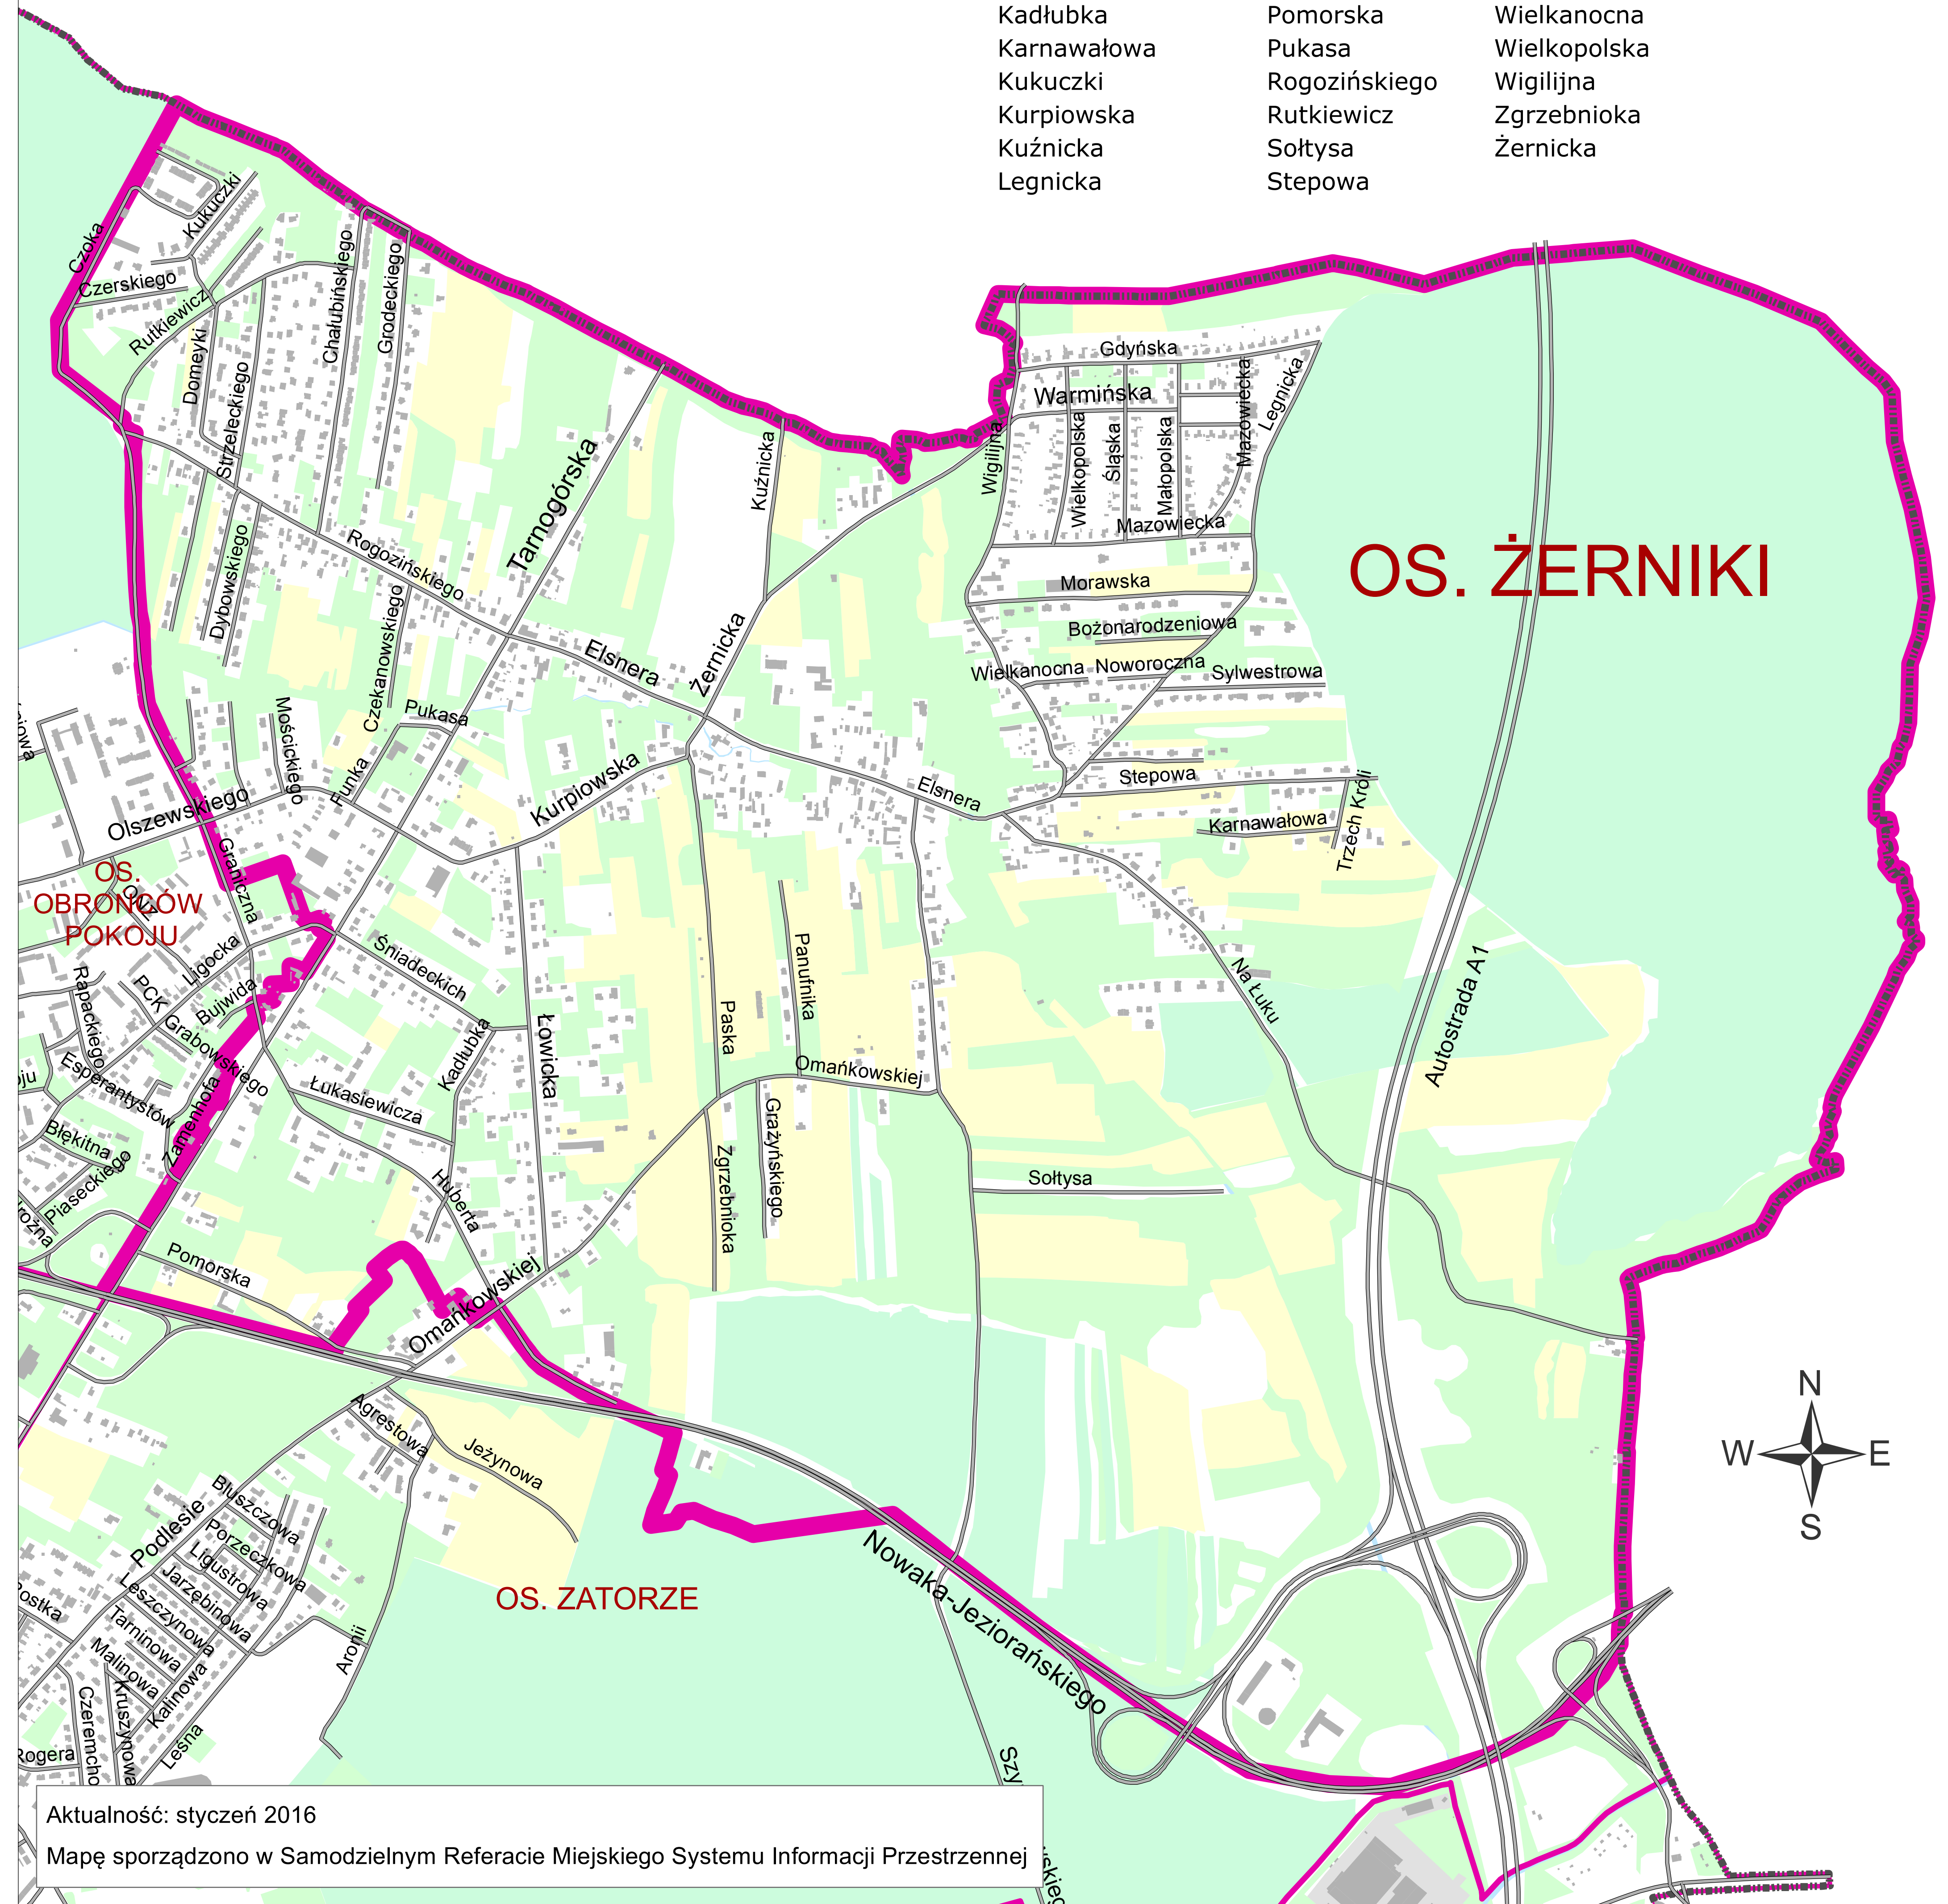 Kadłubka
Karnawałowa
Kukuczki
Kurpiowska
Kuźnicka
Legnicka
Pomorska
Pukasa
Rogozińskiego
Rutkiewicz
Sołtysa
Stepowa
Wielkanocna
Wielkopolska
Wigilijna
Zgrzebnioka
Żernicka
Czoka
Kukuczki
Czerskiego
Rutkiewicz
Domeyki
Strzeleckiego
Chałubińskiego
Grodeckiego
Tarnogórska
Kuźnicka
Wigilijna
Gdyńska
Warmińska
Wielkopolska
Śląska
Małopolska
Mazowiecka
Legnicka
Mazowiecka
OS. ŻERNIKI
Morawska
Bożonarodzeniowa
Wielkanocna
Noworoczna
Sylwestrowa
Rogozińskiego
Dybowskiego
Czekanowskiego
Elsnera
Żernicka
Pukasa
Mościckiego
Funka
Kurpiowska
Elsnera
Stepowa
Karnawałowa
Trzech Króli
Olszewskiego
Graniczna
OS.
OBROŃCÓW
POKOJU
ONZ
Ligocka
Śniadeckich
Rapackiego
PCK
Bujwida
Grabowskiego
Esperantystów
Zamenhofa
Błękitna
Piaseckiego
Łukasiewicza
Kadłubka
Łowicka
Paska
Panufnika
Omańkowskiej
Na Łuku
Autostrada A1
Grażyńskiego
Zgrzebnioka
Sołtysa
Huberta
Pomorska
Omańkowskiej
Agrestowa
Jeżynowa
Bluszczowa
Podlesie
Porzeczkowa
Ligustrowa
Jarzębinowa
Leszczynowa
Tarninowa
Malinowa
Kalinowa
Kruszynowa
Leśna
Aronii
OS. ZATORZE
Nowaka-Jeziorańskiego
N
W
E
S
Rogera
Czeremcho
Szy
Aktualność: styczeń 2016
Mapę sporządzono w Samodzielnym Referacie Miejskiego Systemu Informacji Przestrzennej